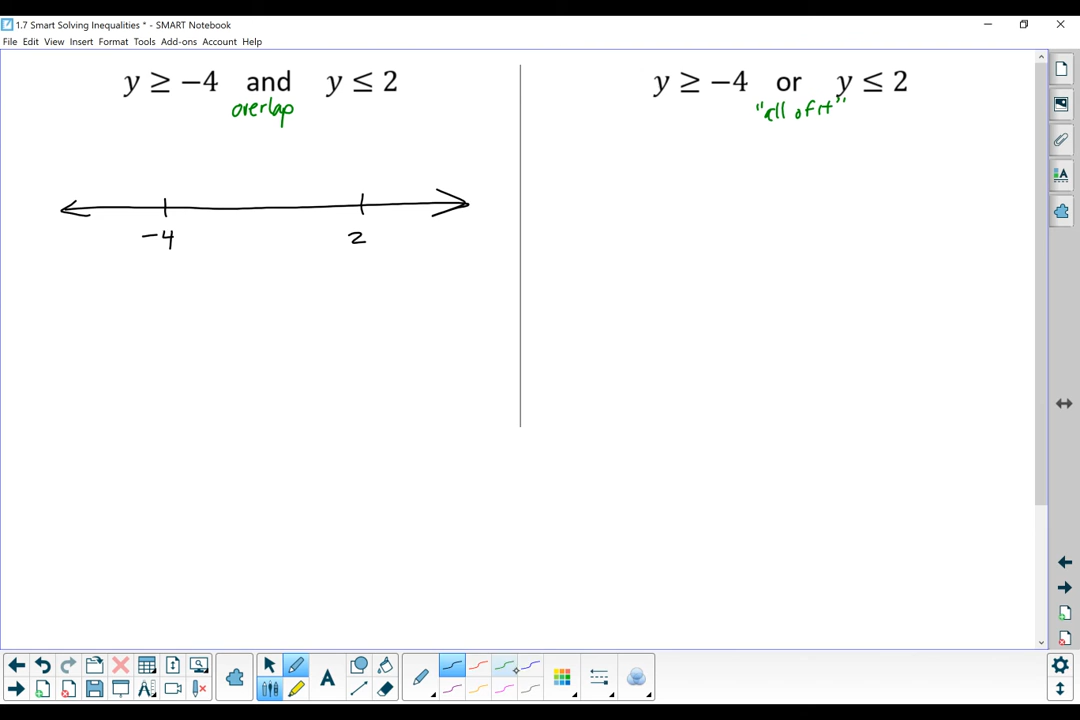 1.7 Smart Solving Inequalities * - SMART Notebook
File Edit View Insert Format Tools Add-ons Account Help
y ≥ −4 and y ≤ 2
overlap
-4 2
y ≥ −4 or y ≤ 2
"all of it"